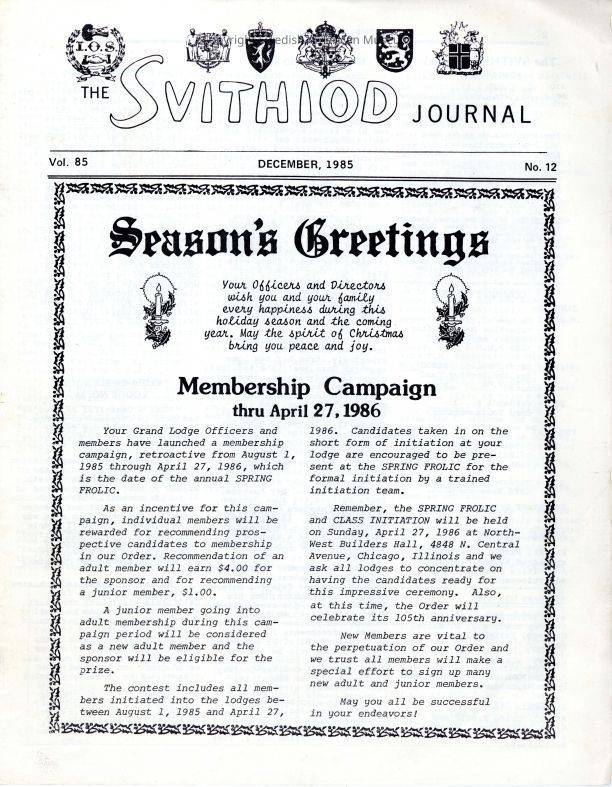 I.O.S.
THE SVITHIOD JOURNAL
Vol. 85
DECEMBER, 1985
No. 12
Season's Greetings
Your Officers and Directors
wish you and your family
every happiness during this
holiday season and the coming
year. May the spirit of Christmas
bring you peace and joy.
Membership Campaign
thru April 27, 1986
Your Grand Lodge Officers and
members have launched a membership
campaign, retroactive from August 1,
1985 through April 27, 1986, which
is the date of the annual SPRING
FROLIC.
As an incentive for this cam-
paign, individual members will be
rewarded for recommending pros-
pective candidates to membership
in our Order. Recommendation of an
adult member will earn $4.00 for
the sponsor and for recommending
a junior member, $1.00.
A junior member going into
adult membership during this cam-
paign period will be considered
as a new adult member and the
sponsor will be eligible for the
prize.
The contest includes all mem-
bers initiated into the lodges be-
tween August 1, 1985 and April 27,
1986. Candidates taken in on the
short form of initiation at your
lodge are encouraged to be pre-
sent at the SPRING FROLIC for the
formal initiation by a trained
initiation team.
Remember, the SPRING FROLIC
and CLASS INITIATION will be held
on Sunday, April 27, 1986 at North-
West Builders Hall, 4848 N. Central
Avenue, Chicago, Illinois and we
ask all lodges to concentrate on
having the candidates ready for
this impressive ceremony. Also,
at this time, the Order will
celebrate its 105th anniversary.
New Members are vital to
the perpetuation of our Order and
we trust all members will make a
special effort to sign up many
new adult and junior members.
May you all be successful
in your endeavors!